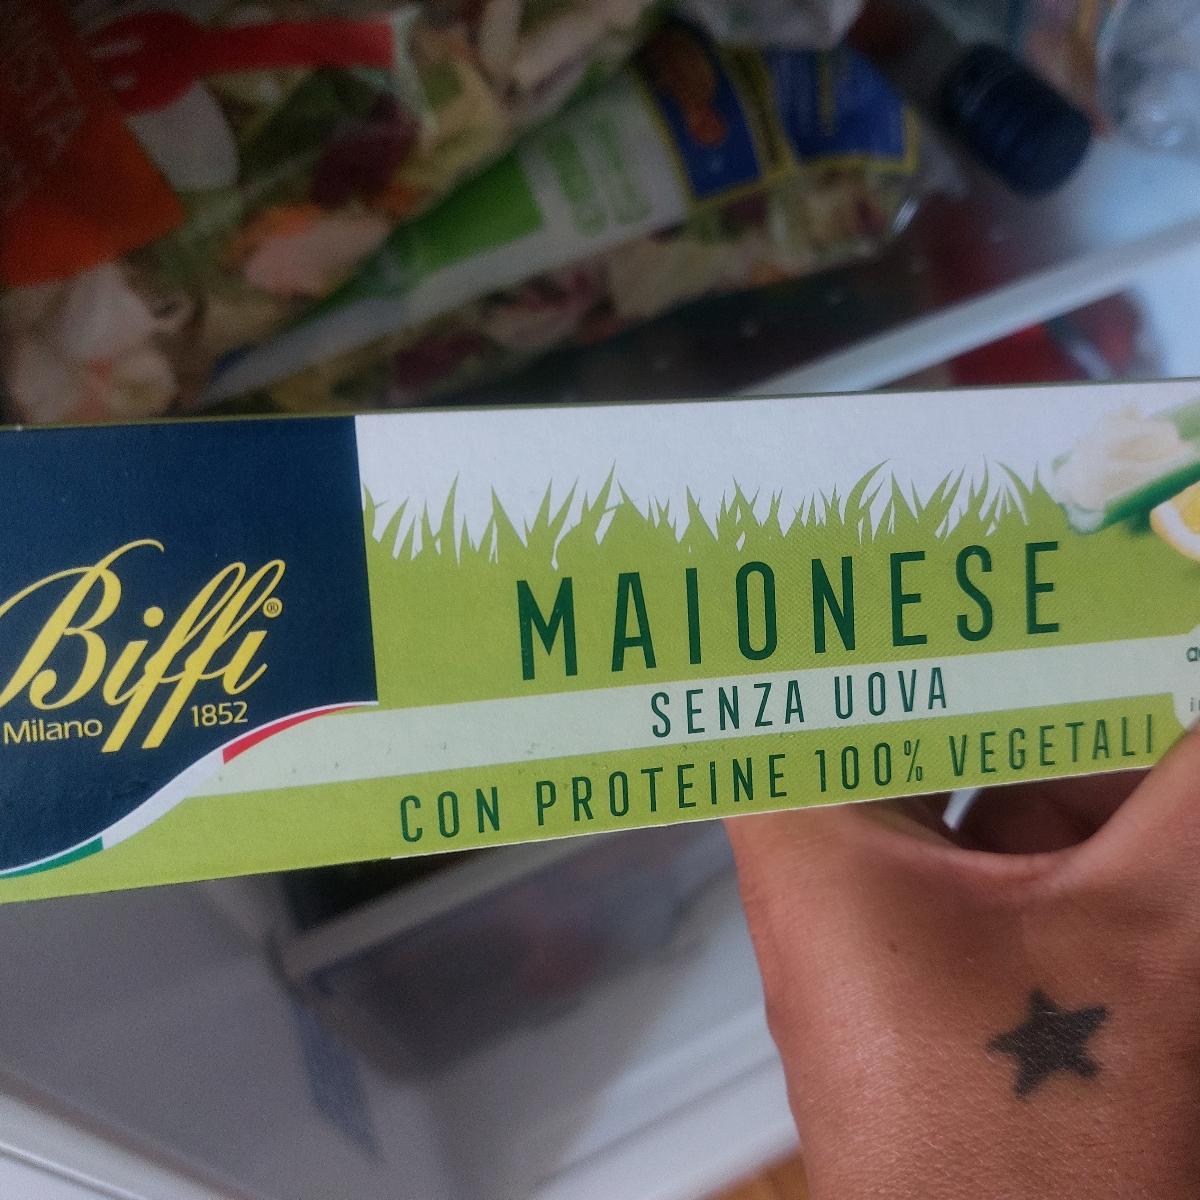 Biffi®
Milano 1852
MAIONESE
SENZA UOVA
CON PROTEINE 100% VEGETALI